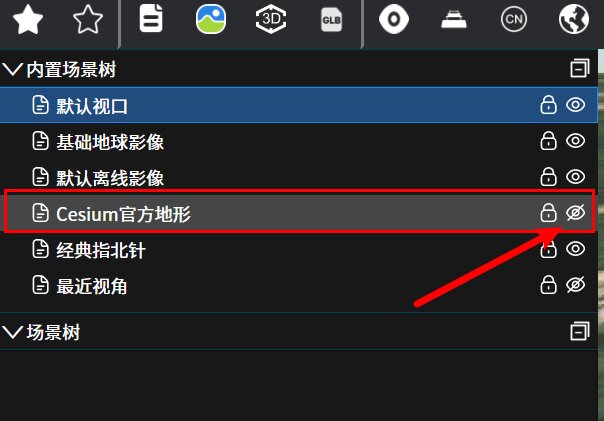 3D
GLB
CN
内置场景树
默认视口
基础地球影像
默认离线影像
Cesium官方地形
经典指北针
最近视角
场景树